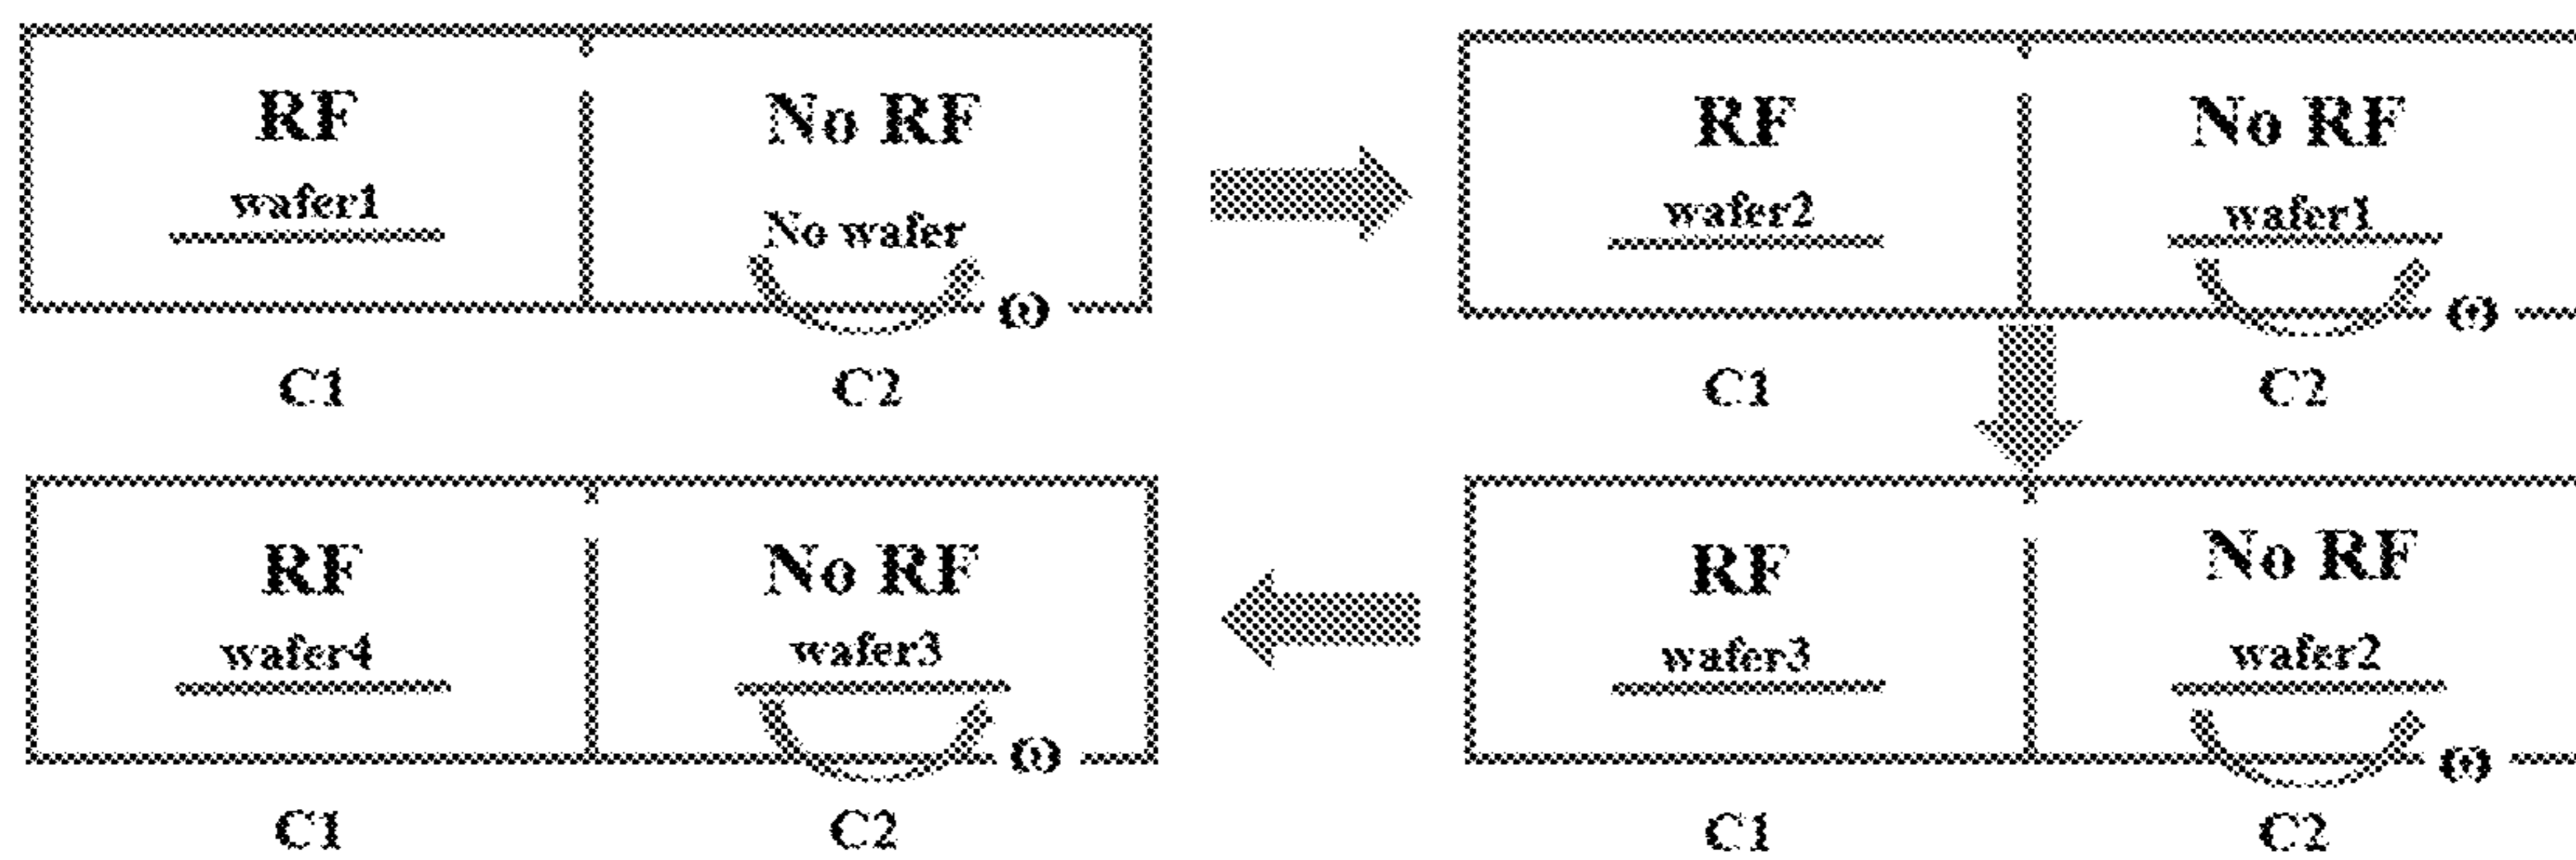 RF
wafer1
No RF
No wafer
ω
C1
C2
RF
wafer2
No RF
wafer1
ω
C1
C2
RF
wafer4
No RF
wafer3
ω
C1
C2
RF
wafer3
No RF
wafer2
ω
C1
C2